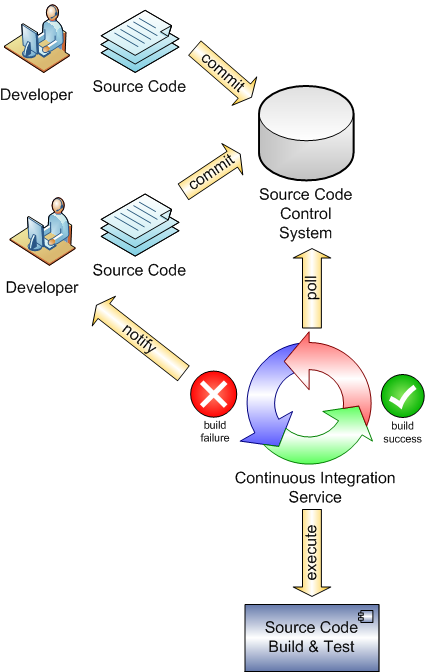 Developer
Source Code
commit
commit
Source Code
Control
System
Developer
Source Code
poll
notify
build
failure
build
success
Continuous Integration
Service
execute
Source Code
Build & Test